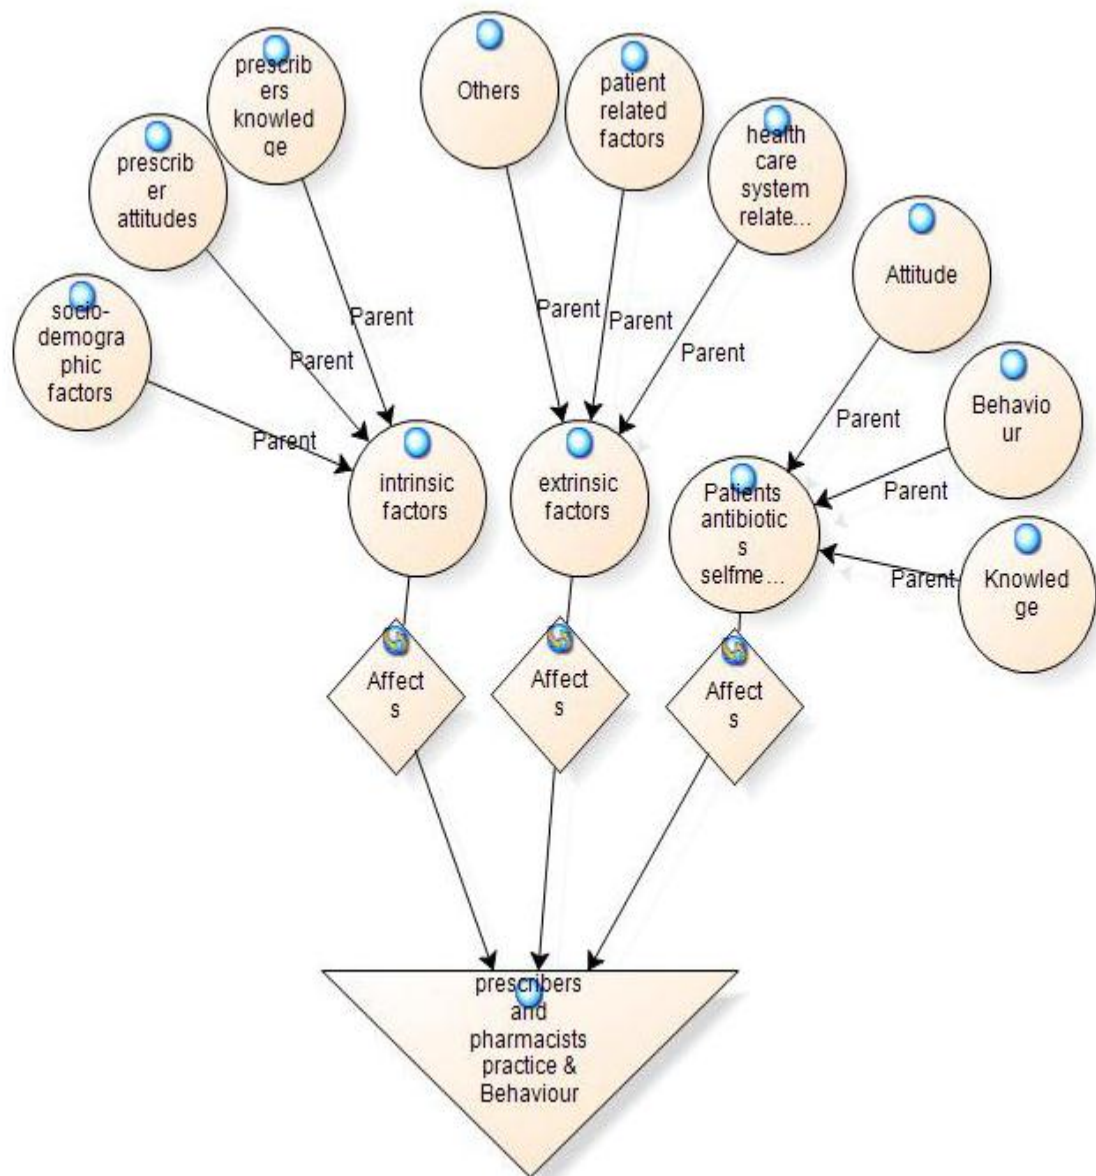 prescrib
ers
knowled
ge
Others
patient
related
factors
health
care
system
relate...
prescrib
er
attitudes
Attitude
socio-
demogra
phic
factors
Behavio
ur
Knowled
ge
Parent
Parent
Parent
Parent
Parent
Parent
Parent
Parent
Parent
intrinsic
factors
extrinsic
factors
Patients
antibiotic
s
selfme...
Affect
s
Affect
s
Affect
s
prescribers
and
pharmacists
practice &
Behaviour